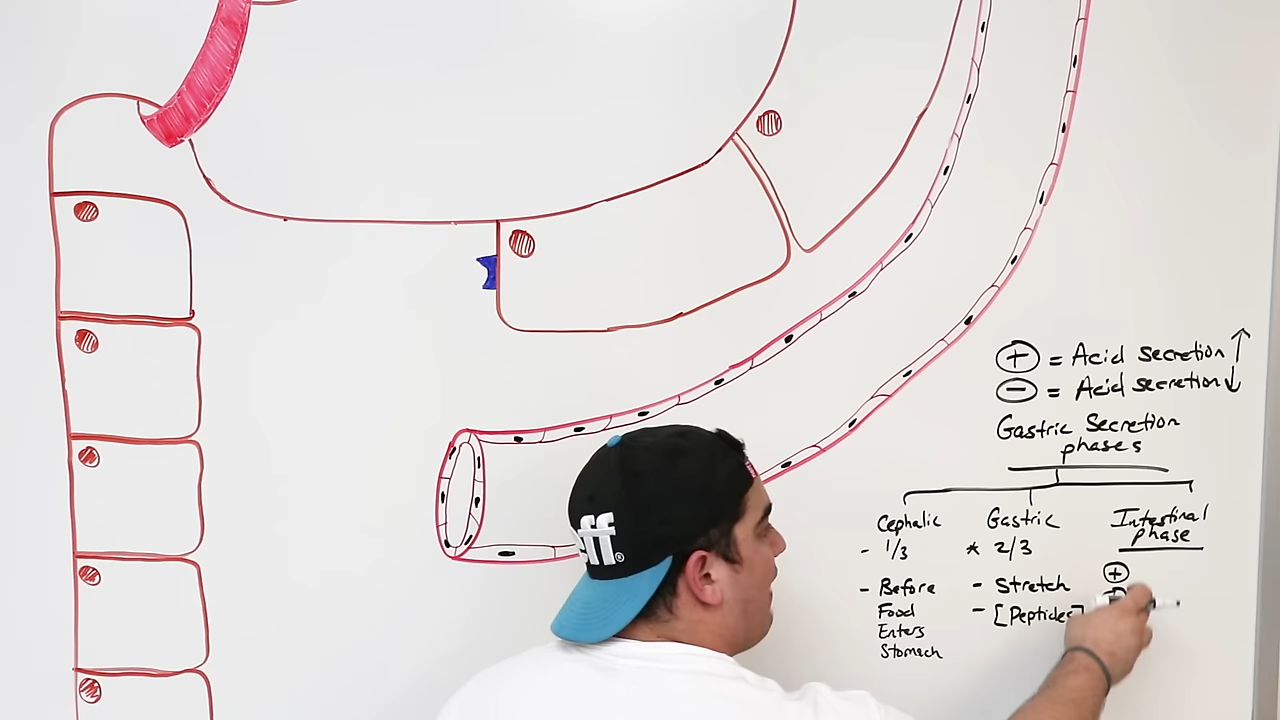 + = Acid secretion ↑
− = Acid secretion ↓
Gastric Secretion
phases
Cephalic
- 1/3
- Before
Food
Enters
Stomach
Gastric
* 2/3
- Stretch
- [Peptides]
Intestinal
phase
+
ff®